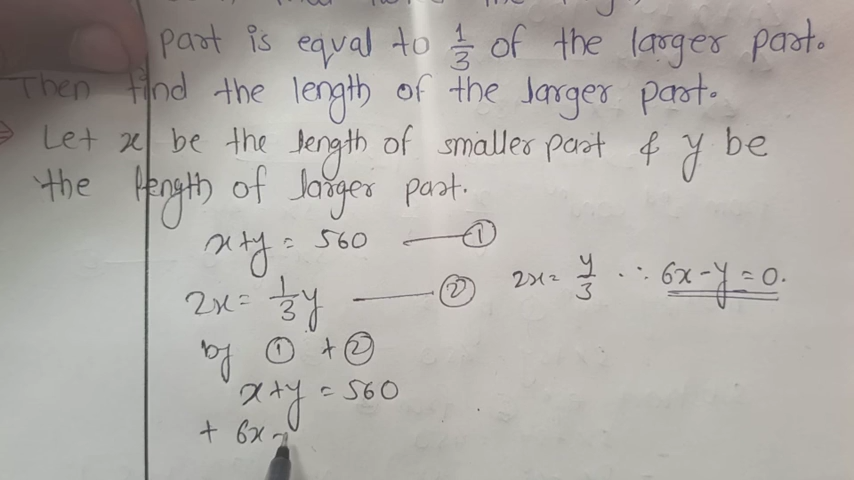 part is equal to 1/3 of the larger part.
Then find the length of the larger part.
Let x be the length of smaller part & y be
the length of larger part.
x+y = 560 ——— ①
2x = 1/3 y ——— ② 2x = y/3 ∴ 6x-y=0.
by ① + ②
x+y = 560
+ 6x -